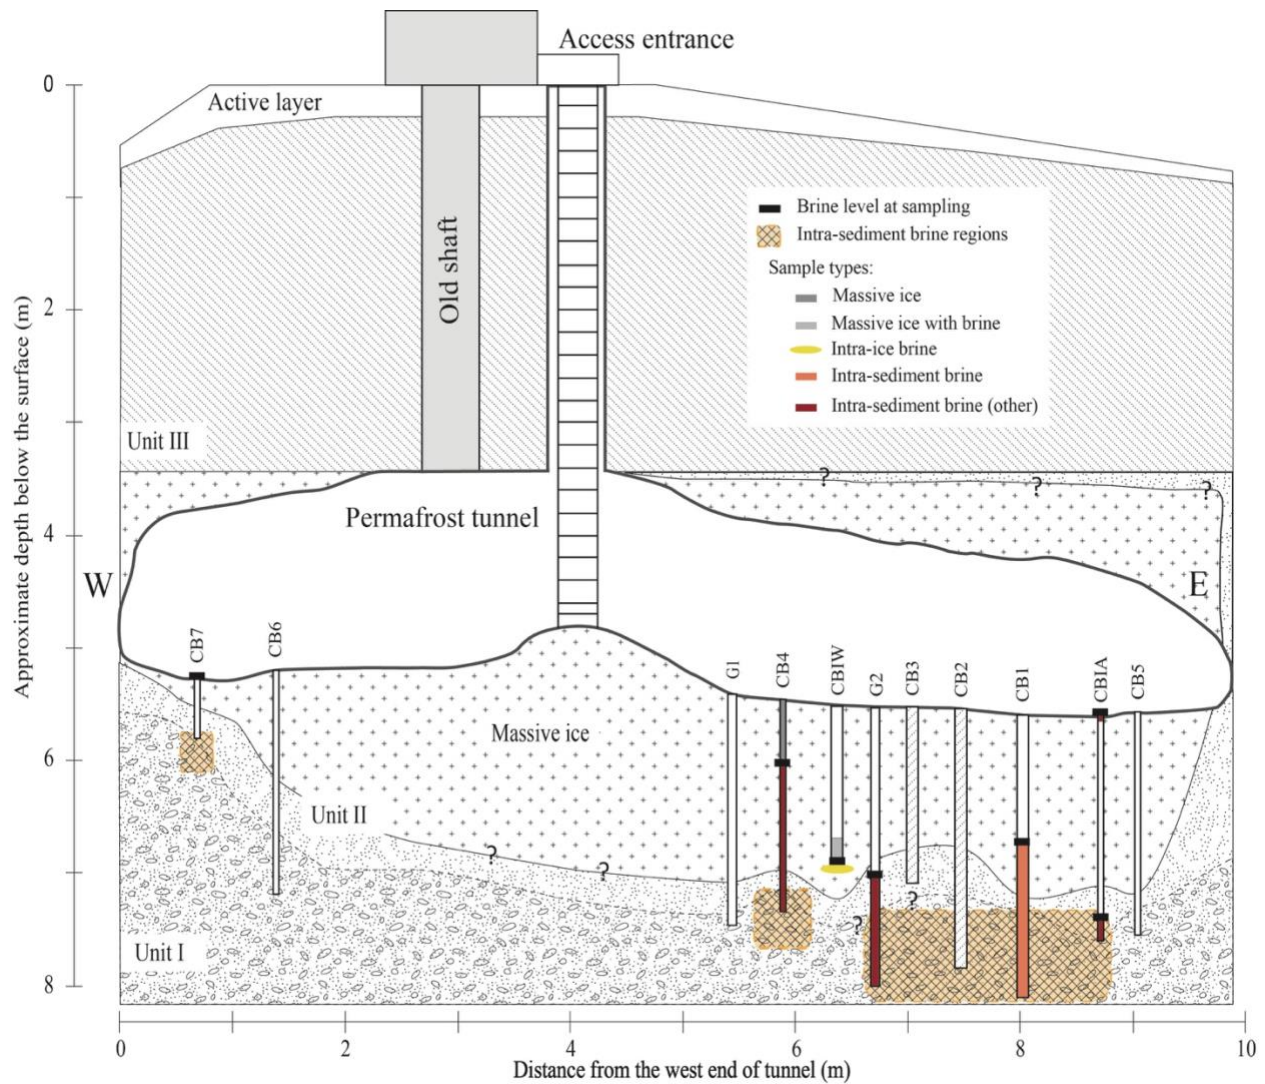 Access entrance
0
Active layer
Brine level at sampling
Intra-sediment brine regions
Sample types:
Massive ice
Massive ice with brine
Intra-ice brine
Intra-sediment brine
Intra-sediment brine (other)
Old shaft
2
Approximate depth below the surface (m)
Unit III
?
?
?
Permafrost tunnel
4
W
E
CB7
CB6
G1
CB4
CBIW
G2
CB3
CB2
CB1
CBIA
CB5
Massive ice
6
Unit II
?
?
?
?
Unit I
8
0
2
4
6
8
10
Distance from the west end of tunnel (m)